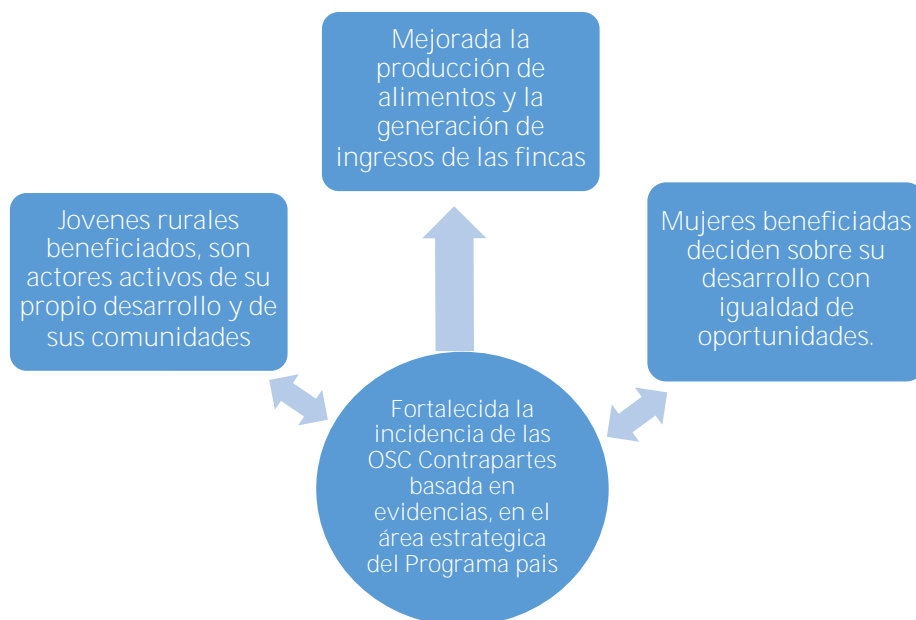 Mejorada la
producción de
alimentos y la
generación de
ingresos de las fincas
Jovenes rurales
beneficiados, son
actores activos de su
propio desarrollo y de
sus comunidades
Mujeres beneficiadas
deciden sobre su
desarrollo con
igualdad de
oportunidades.
Fortalecida la
incidencia de las
OSC Contrapartes
basada en
evidencias, en el
área estrategica
del Programa pais